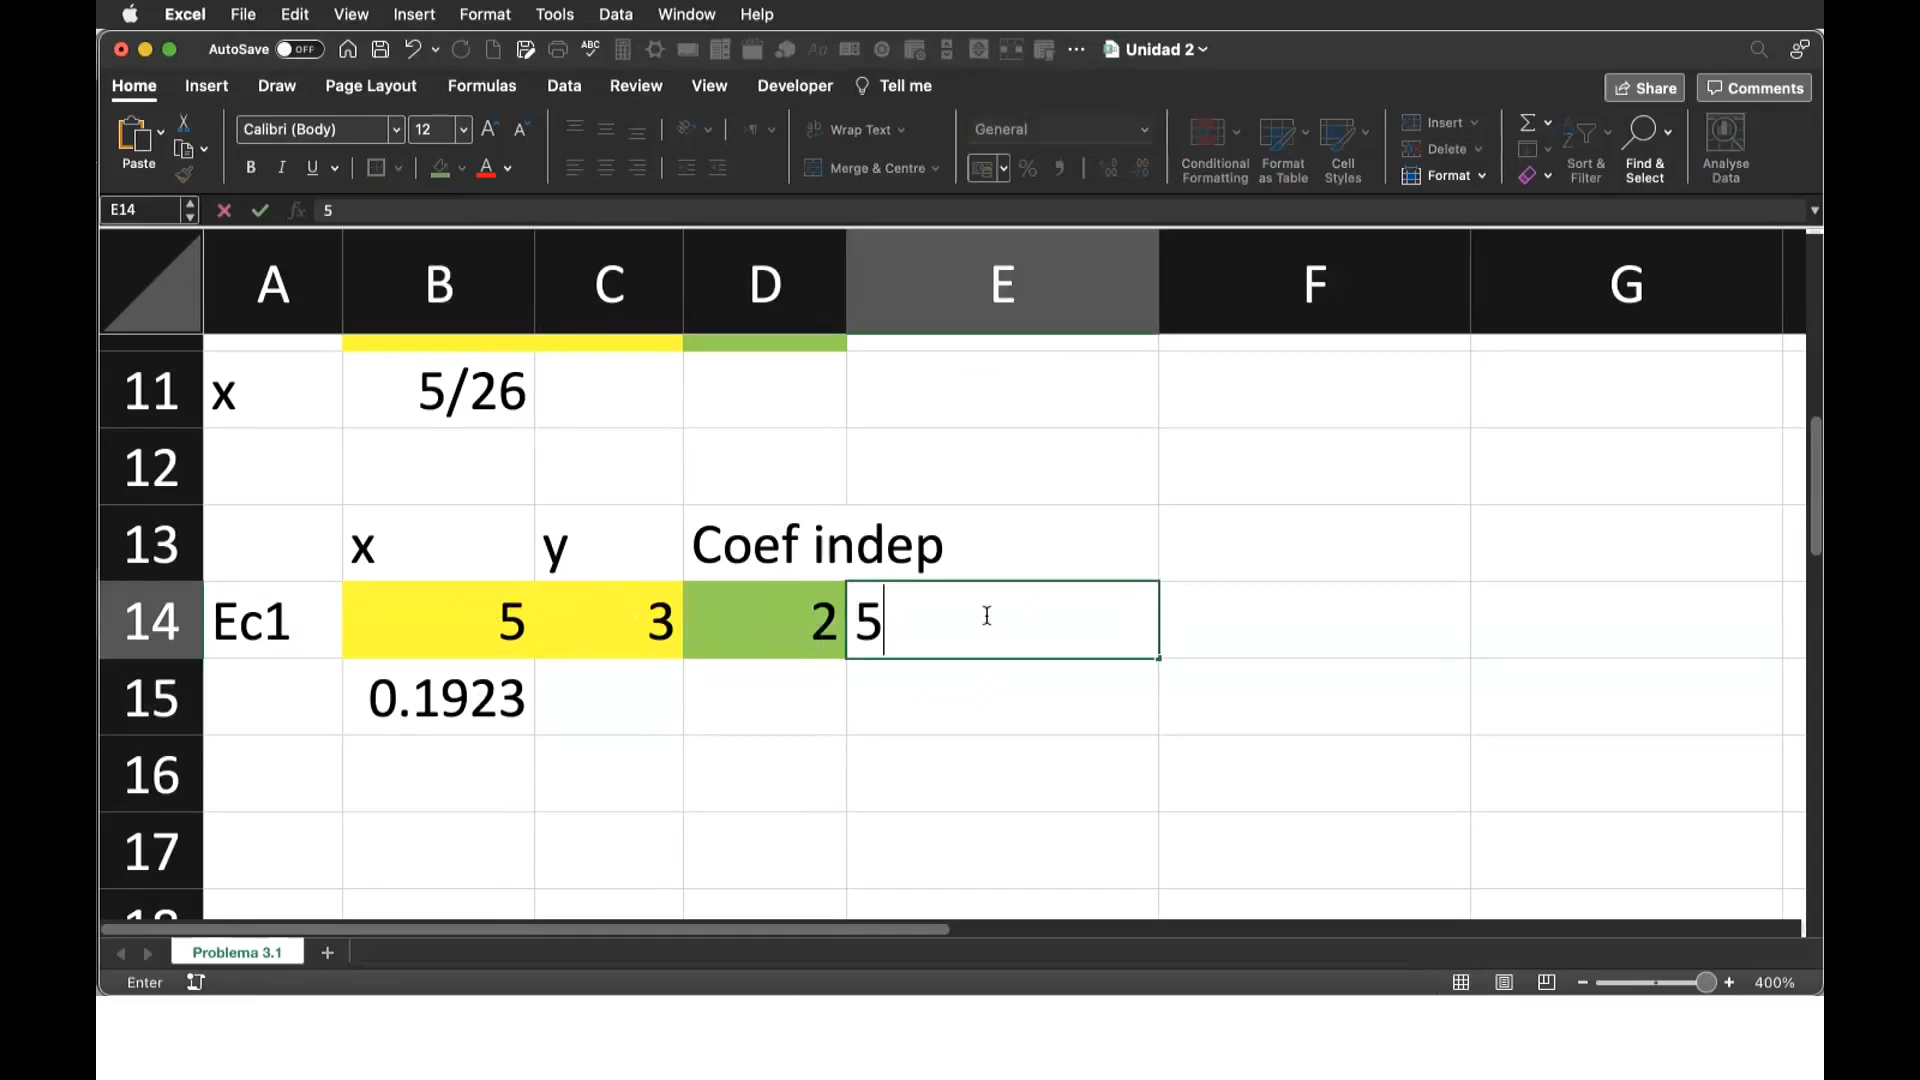 Excel File Edit View Insert Format Tools Data Window Help
AutoSave OFF ABC Unidad 2
Home Insert Draw Page Layout Formulas Data Review View Developer Tell me Share Comments
Paste Calibri (Body) 12 A A Wrap Text General Conditional Formatting Format as Table Cell Styles Insert Sort & Filter Find & Select Analyse Data
B I U A Merge & Centre % Delete
Format
E14 fx 5
A B C D E F G
11 x 5/26
12
13 x y Coef indep
14 Ec1 5 3 2 5
15 0.1923
16
17
Problema 3.1 +
Enter − + 400%